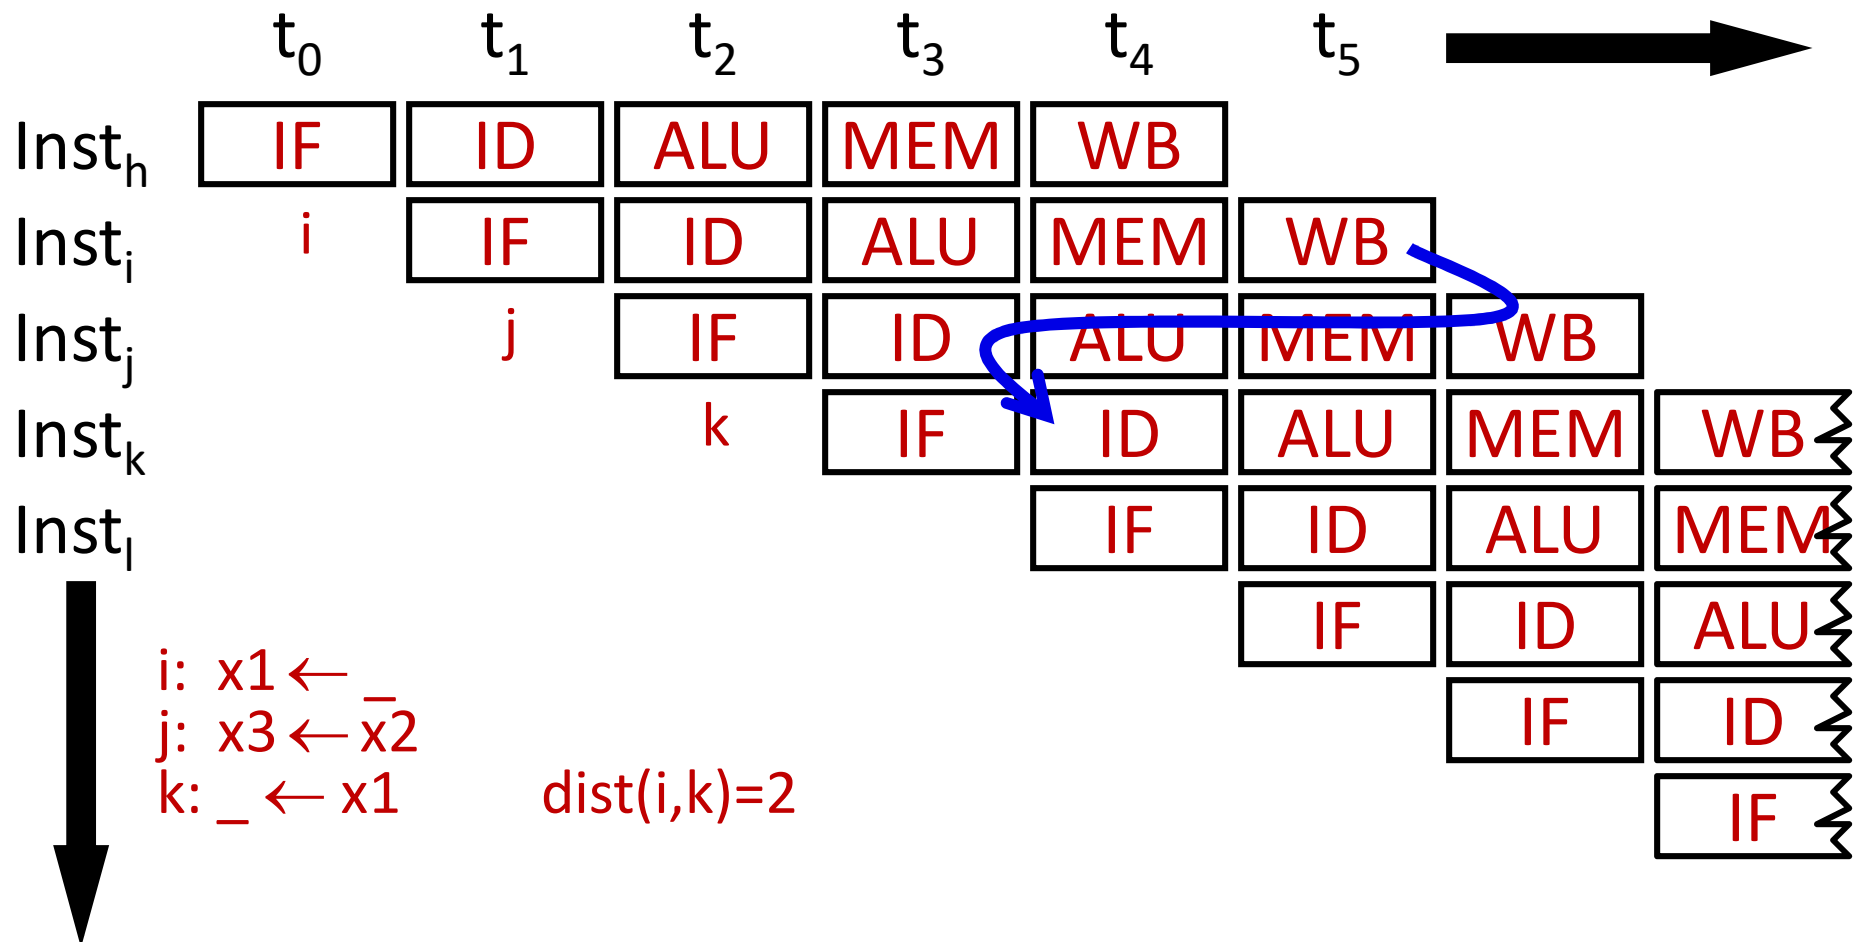 t0 t1 t2 t3 t4 t5
Insth IF ID ALU MEM WB
Insti i IF ID ALU MEM WB
Instj j IF ID ALU MEM WB
Instk k IF ID ALU MEM WB
Instl IF ID ALU MEM
IF ID ALU
IF ID
IF
i: x1 ← _
j: x3 ← x2
k: _ ← x1 dist(i,k)=2